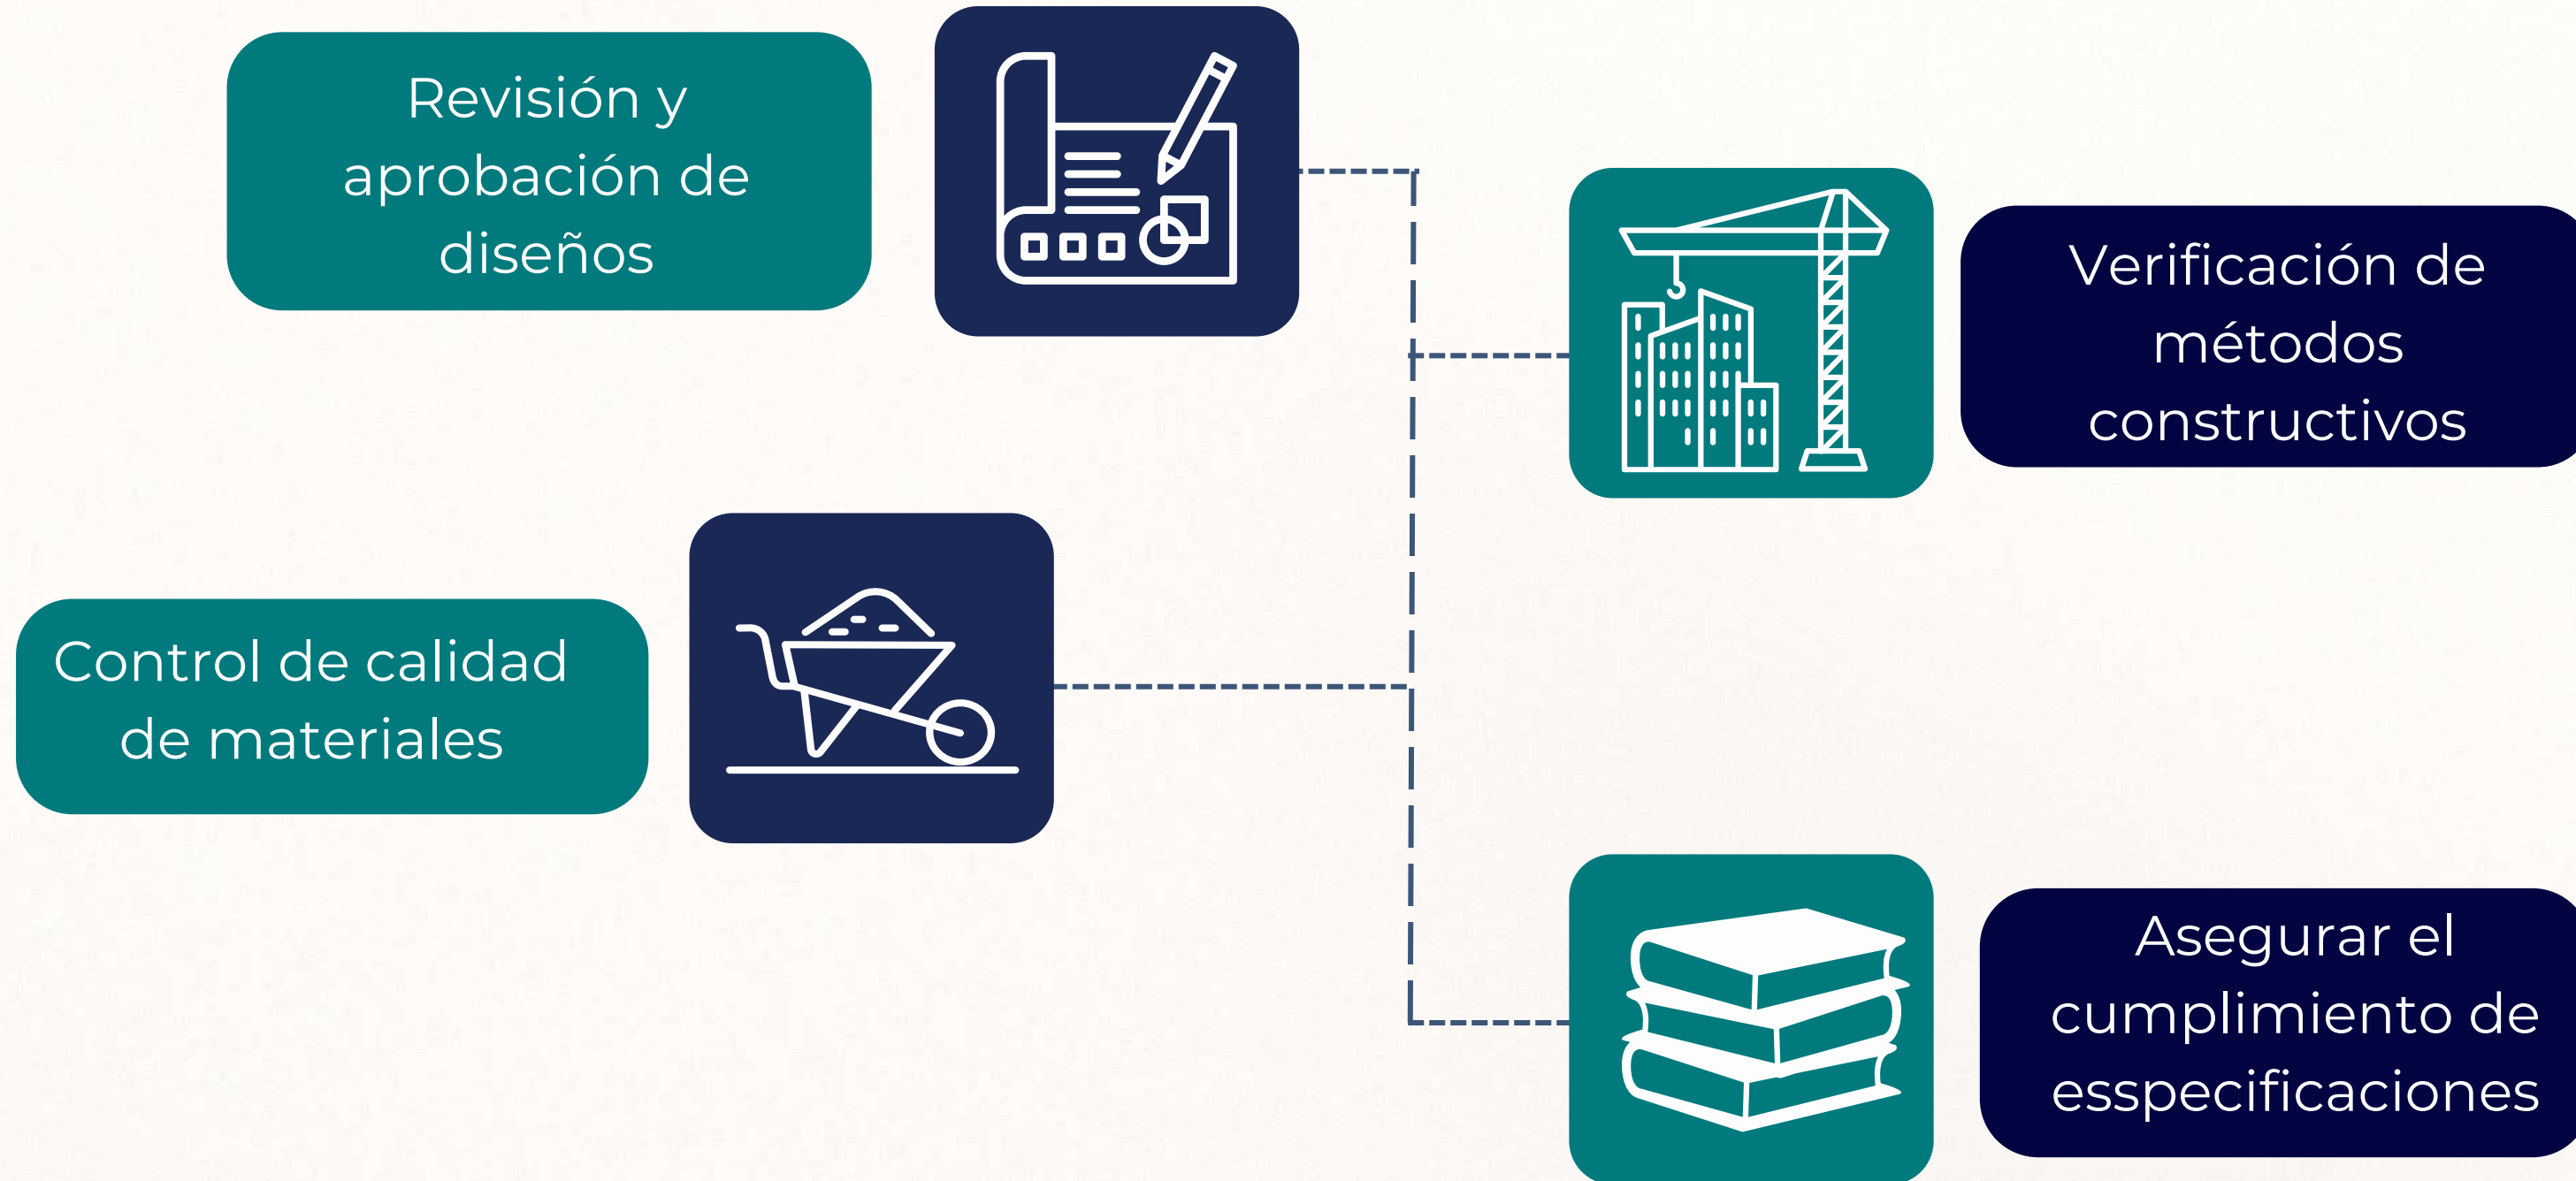 Revisión y
aprobación de
diseños
Verificación de
métodos
constructivos
Control de calidad
de materiales
Asegurar el
cumplimiento de
esspecificaciones